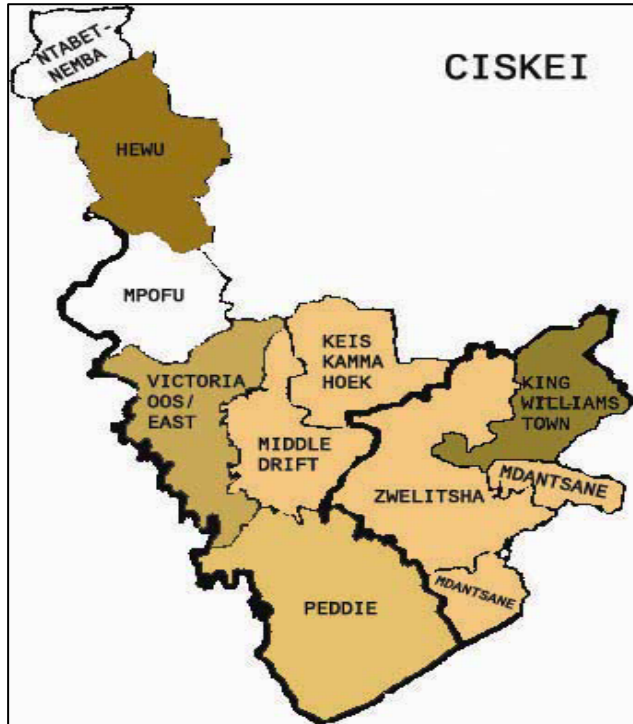 CISKEI
NTABET-
NEMBA
HEWU
MPOFU
KEIS
KAMMA
HOEK
VICTORIA
OOS/
EAST
KING
WILLIAMS
TOWN
MIDDLE
DRIFT
MDANTSANE
ZWELITSHA
MDANTSANE
PEDDIE